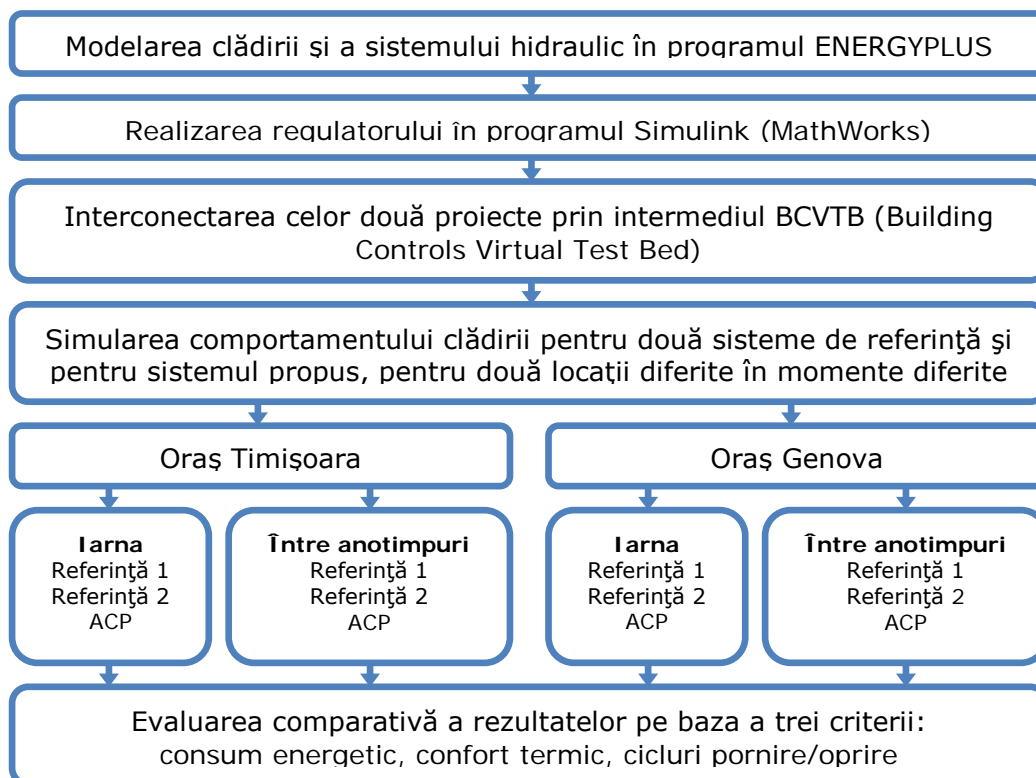 Modelarea clădirii şi a sistemului hidraulic în programul ENERGYPLUS
Realizarea regulatorului în programul Simulink (MathWorks)
Interconectarea celor două proiecte prin intermediul BCVTB (Building
Controls Virtual Test Bed)
Simularea comportamentului clădirii pentru două sisteme de referinţă şi
pentru sistemul propus, pentru două locaţii diferite în momente diferite
Oraş Timişoara
Oraş Genova
Iarna
Referinţă 1
Referinţă 2
ACP
Între anotimpuri
Referinţă 1
Referinţă 2
ACP
Iarna
Referinţă 1
Referinţă 2
ACP
Între anotimpuri
Referinţă 1
Referinţă 2
ACP
Evaluarea comparativă a rezultatelor pe baza a trei criterii:
consum energetic, confort termic, cicluri pornire/oprire